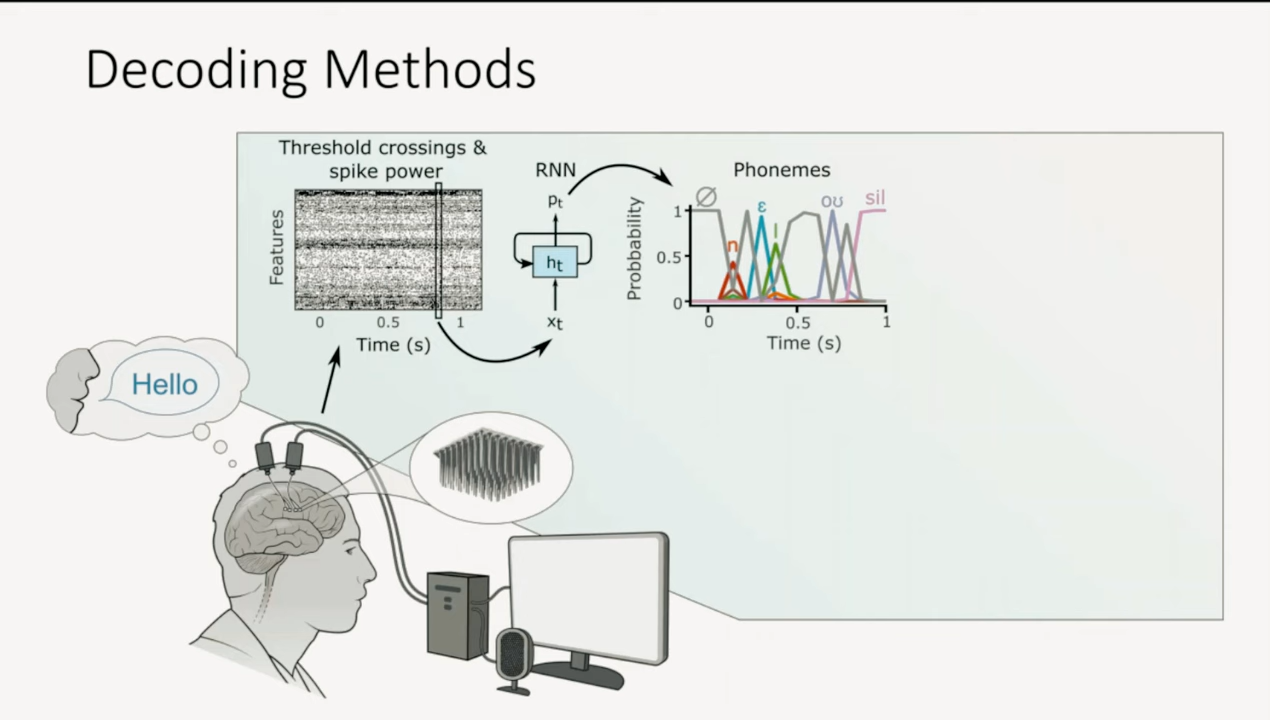 Decoding Methods
Threshold crossings &
spike power
Features
0 0.5 1
Time (s)
RNN
pt
ht
xt
Phonemes
Probbability
1
0.5
0
∅ n ε l oʊ sil
0 0.5 1
Time (s)
Hello